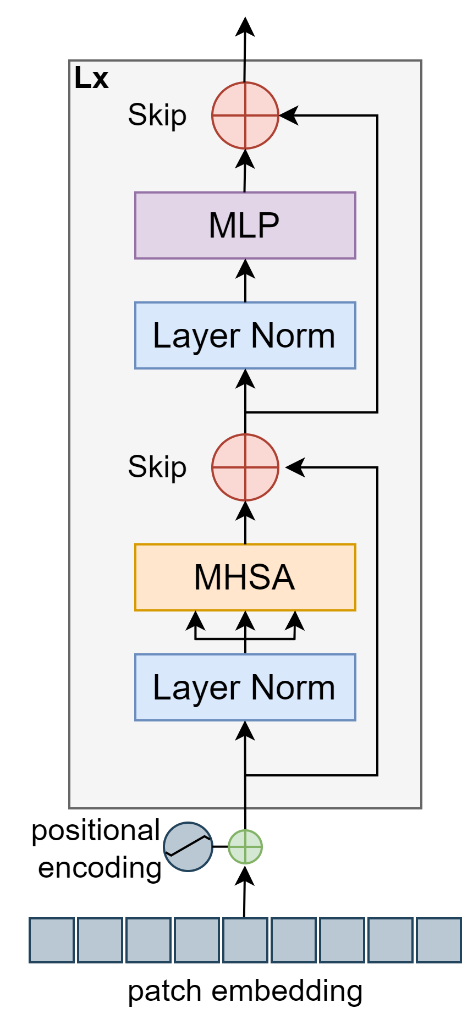 Lx
Skip
MLP
Layer Norm
Skip
MHSA
Layer Norm
positional
encoding
patch embedding